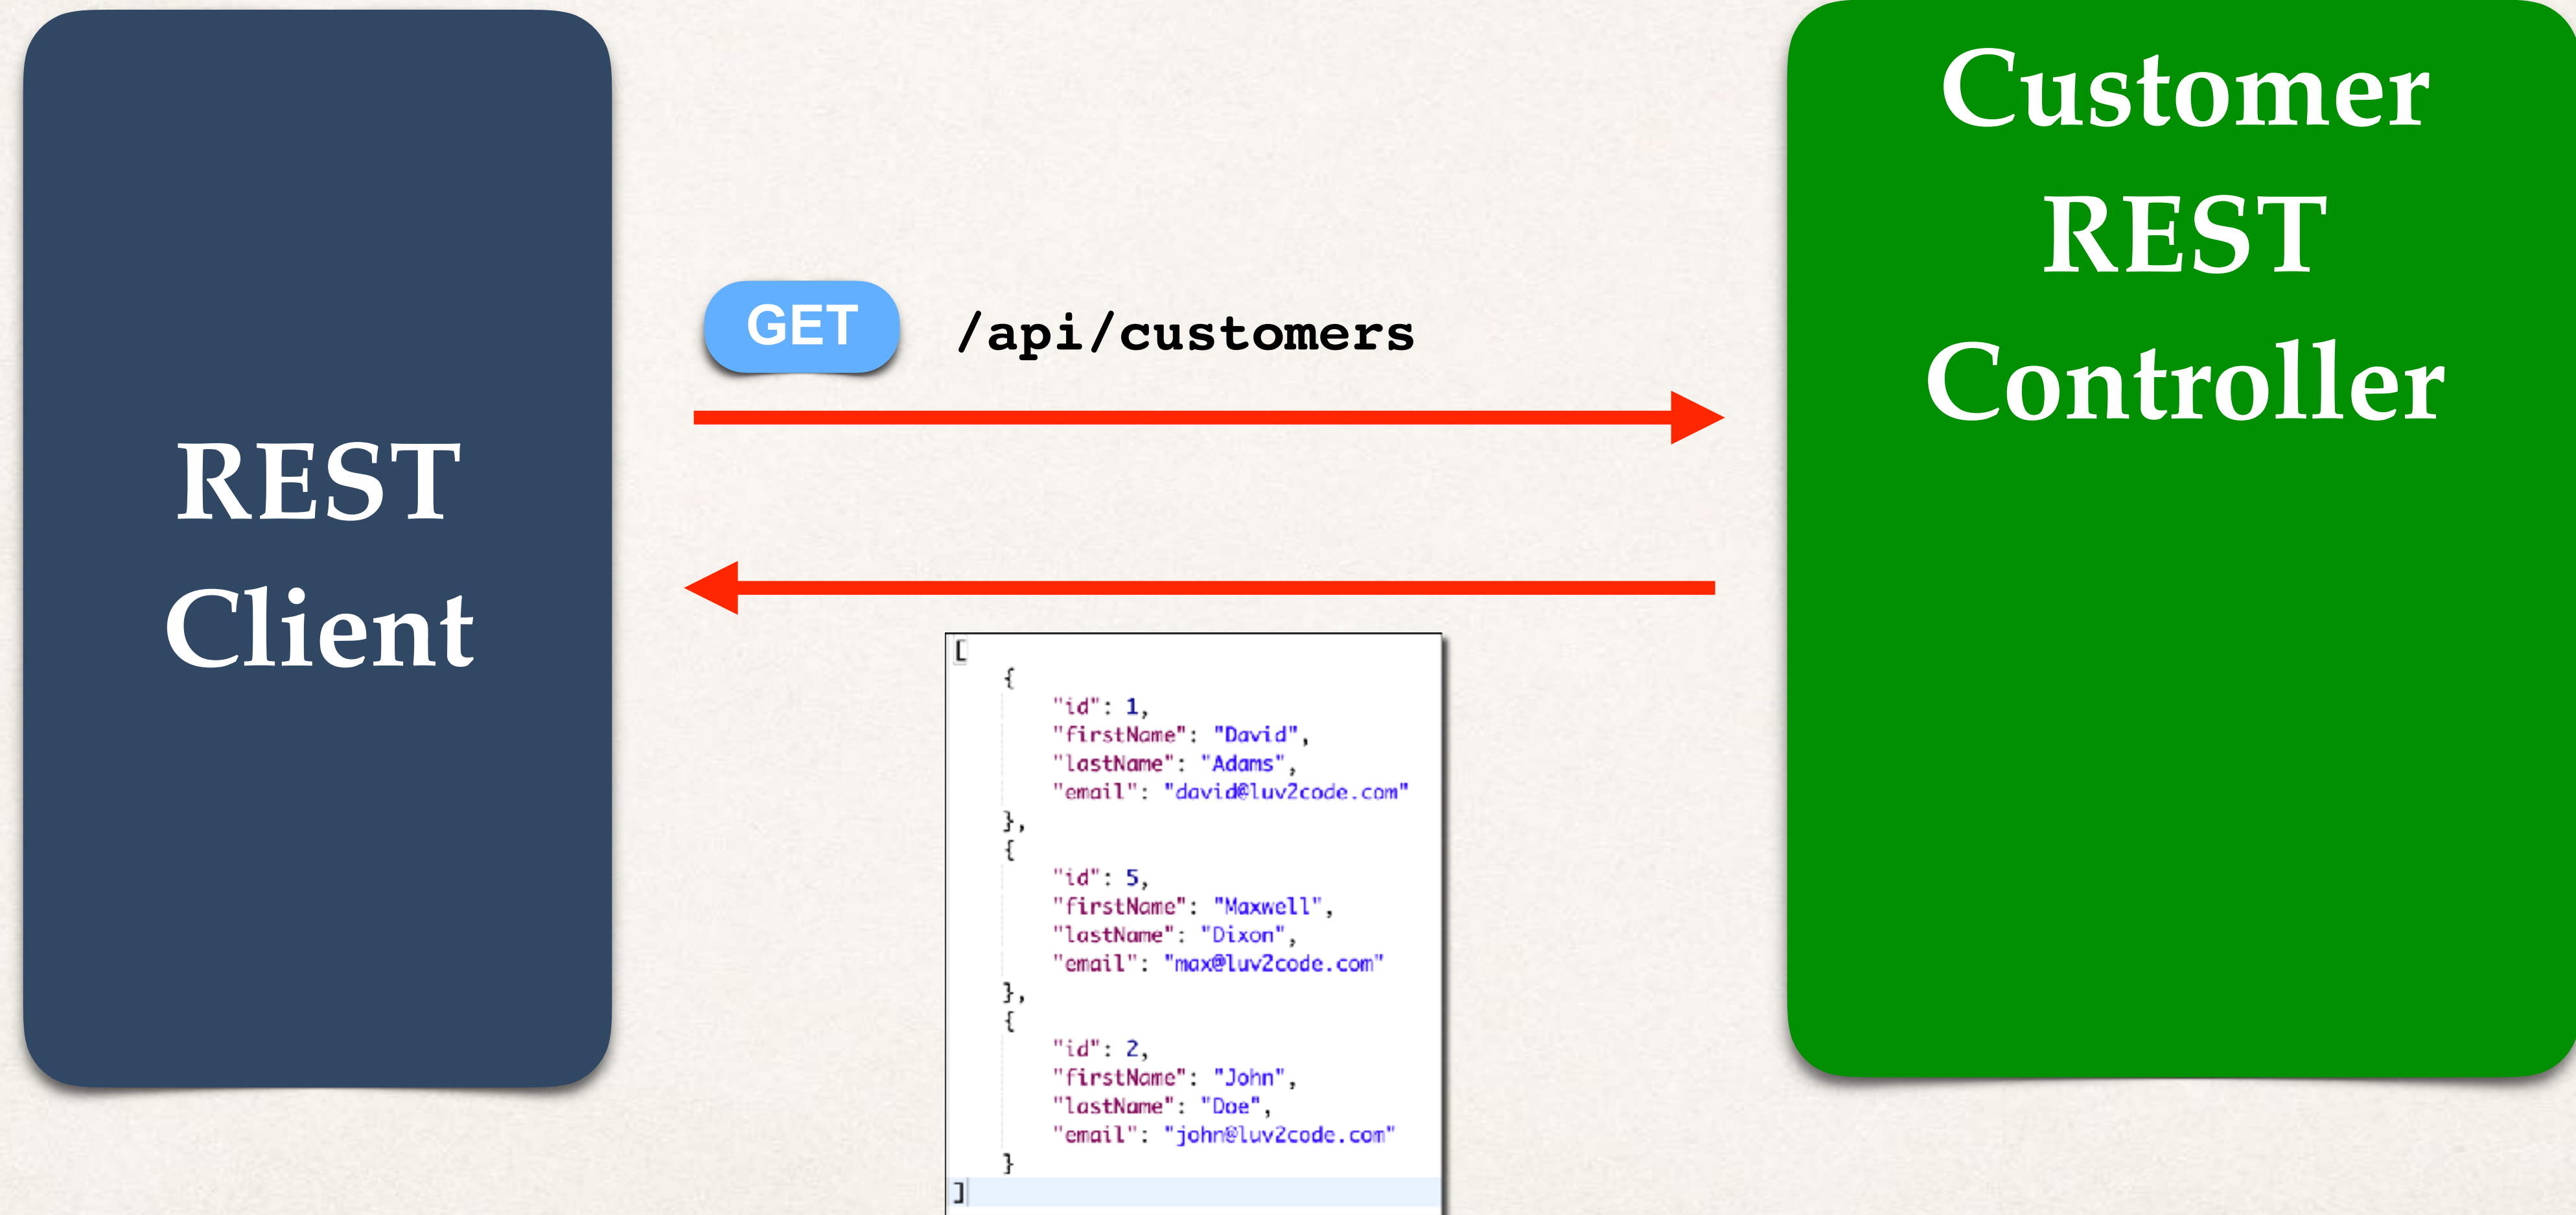 REST
Client
GET /api/customers
Customer
REST
Controller
[
    {
        "id": 1,
        "firstName": "David",
        "lastName": "Adams",
        "email": "david@luv2code.com"
    },
    {
        "id": 5,
        "firstName": "Maxwell",
        "lastName": "Dixon",
        "email": "max@luv2code.com"
    },
    {
        "id": 2,
        "firstName": "John",
        "lastName": "Doe",
        "email": "john@luv2code.com"
    }
]